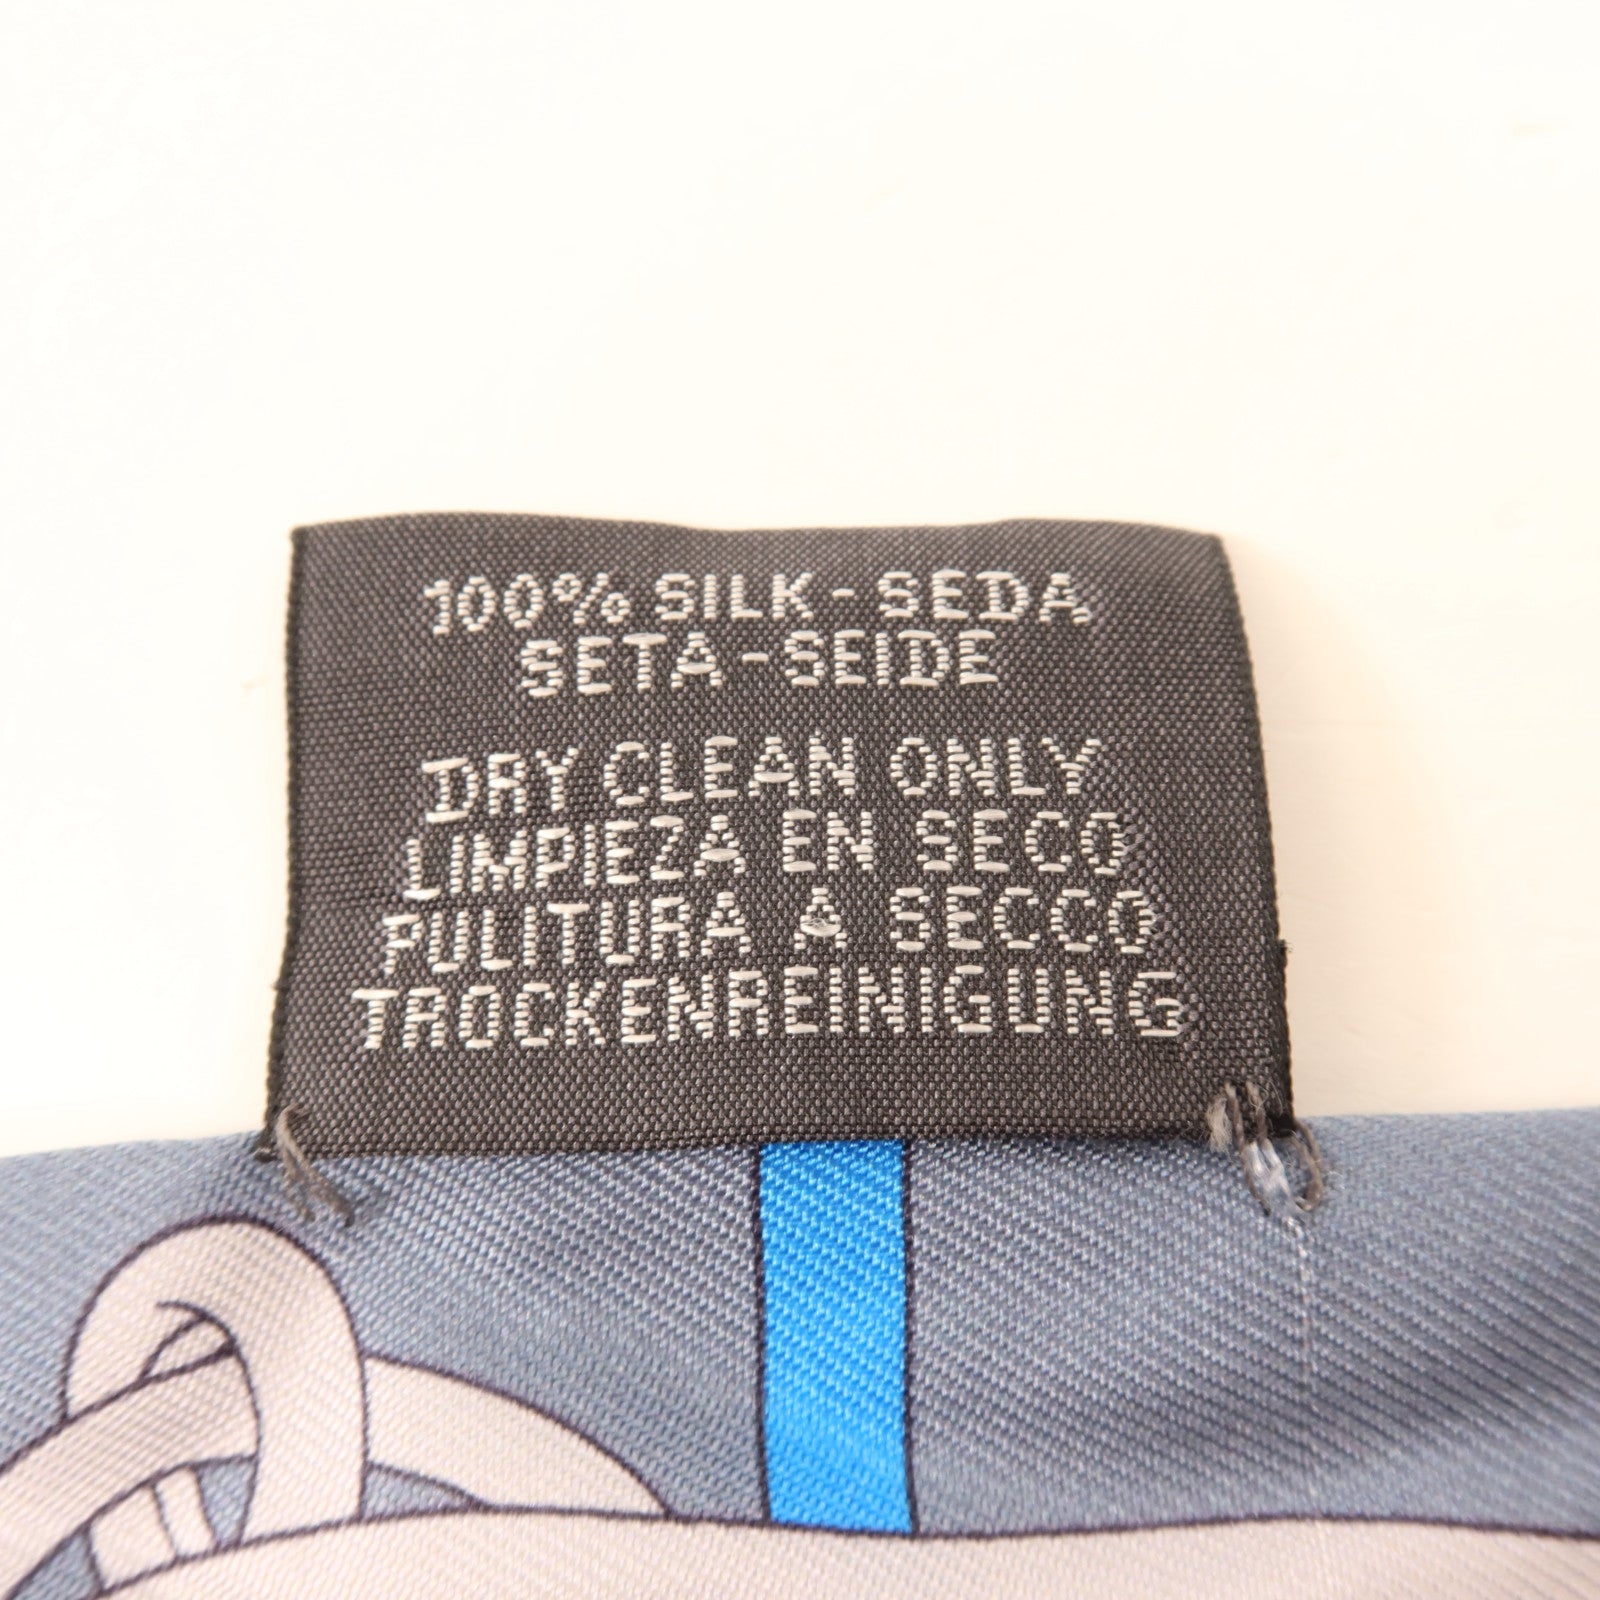 100% SILK - SEDA
SETA - SEIDE
DRY CLEAN ONLY
LIMPIEZA EN SECO
PULITURA A SECCO
TROCKENREINIGUNG